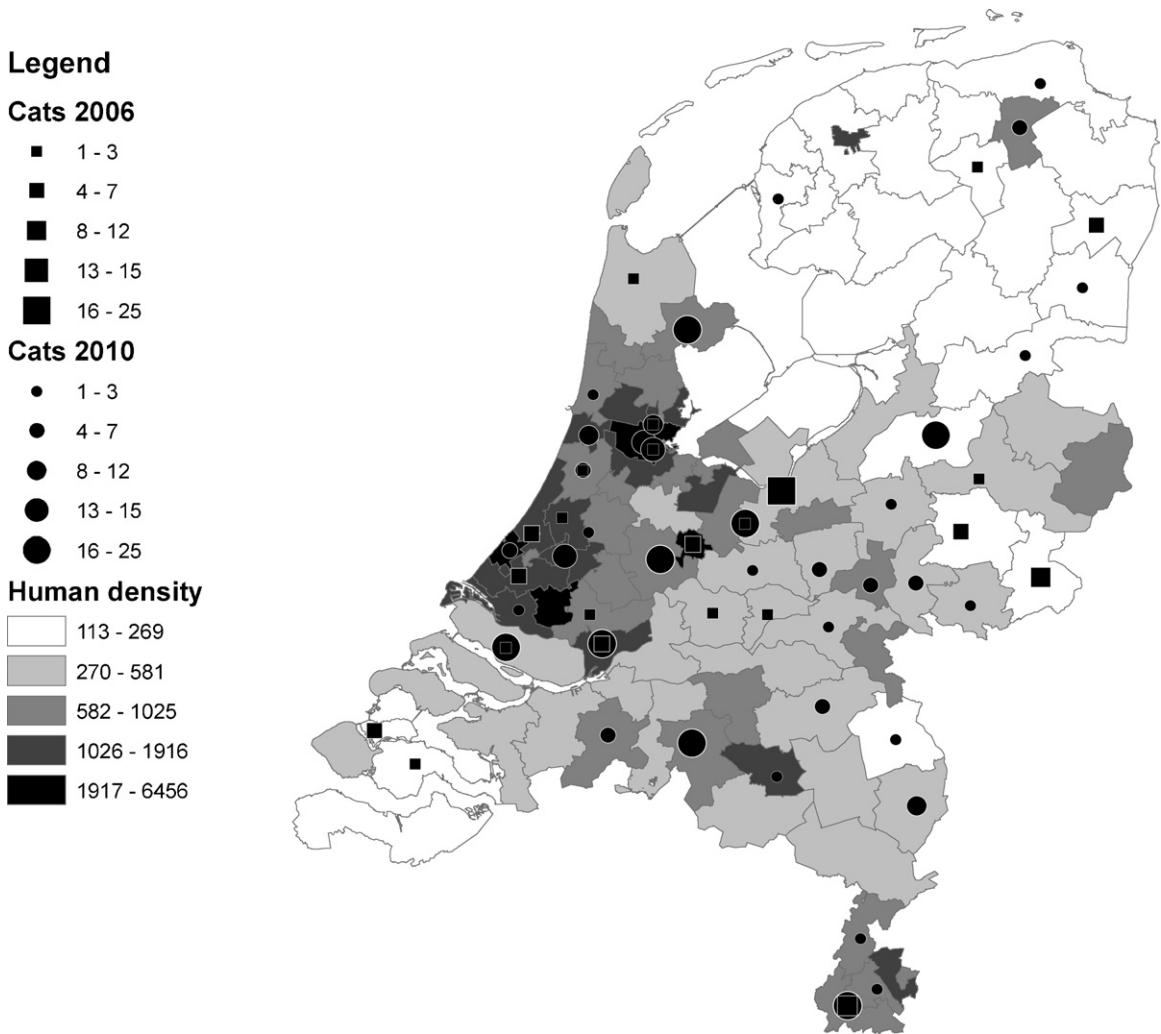 Legend
Cats 2006
1 - 3
4 - 7
8 - 12
13 - 15
16 - 25
Cats 2010
1 - 3
4 - 7
8 - 12
13 - 15
16 - 25
Human density
113 - 269
270 - 581
582 - 1025
1026 - 1916
1917 - 6456